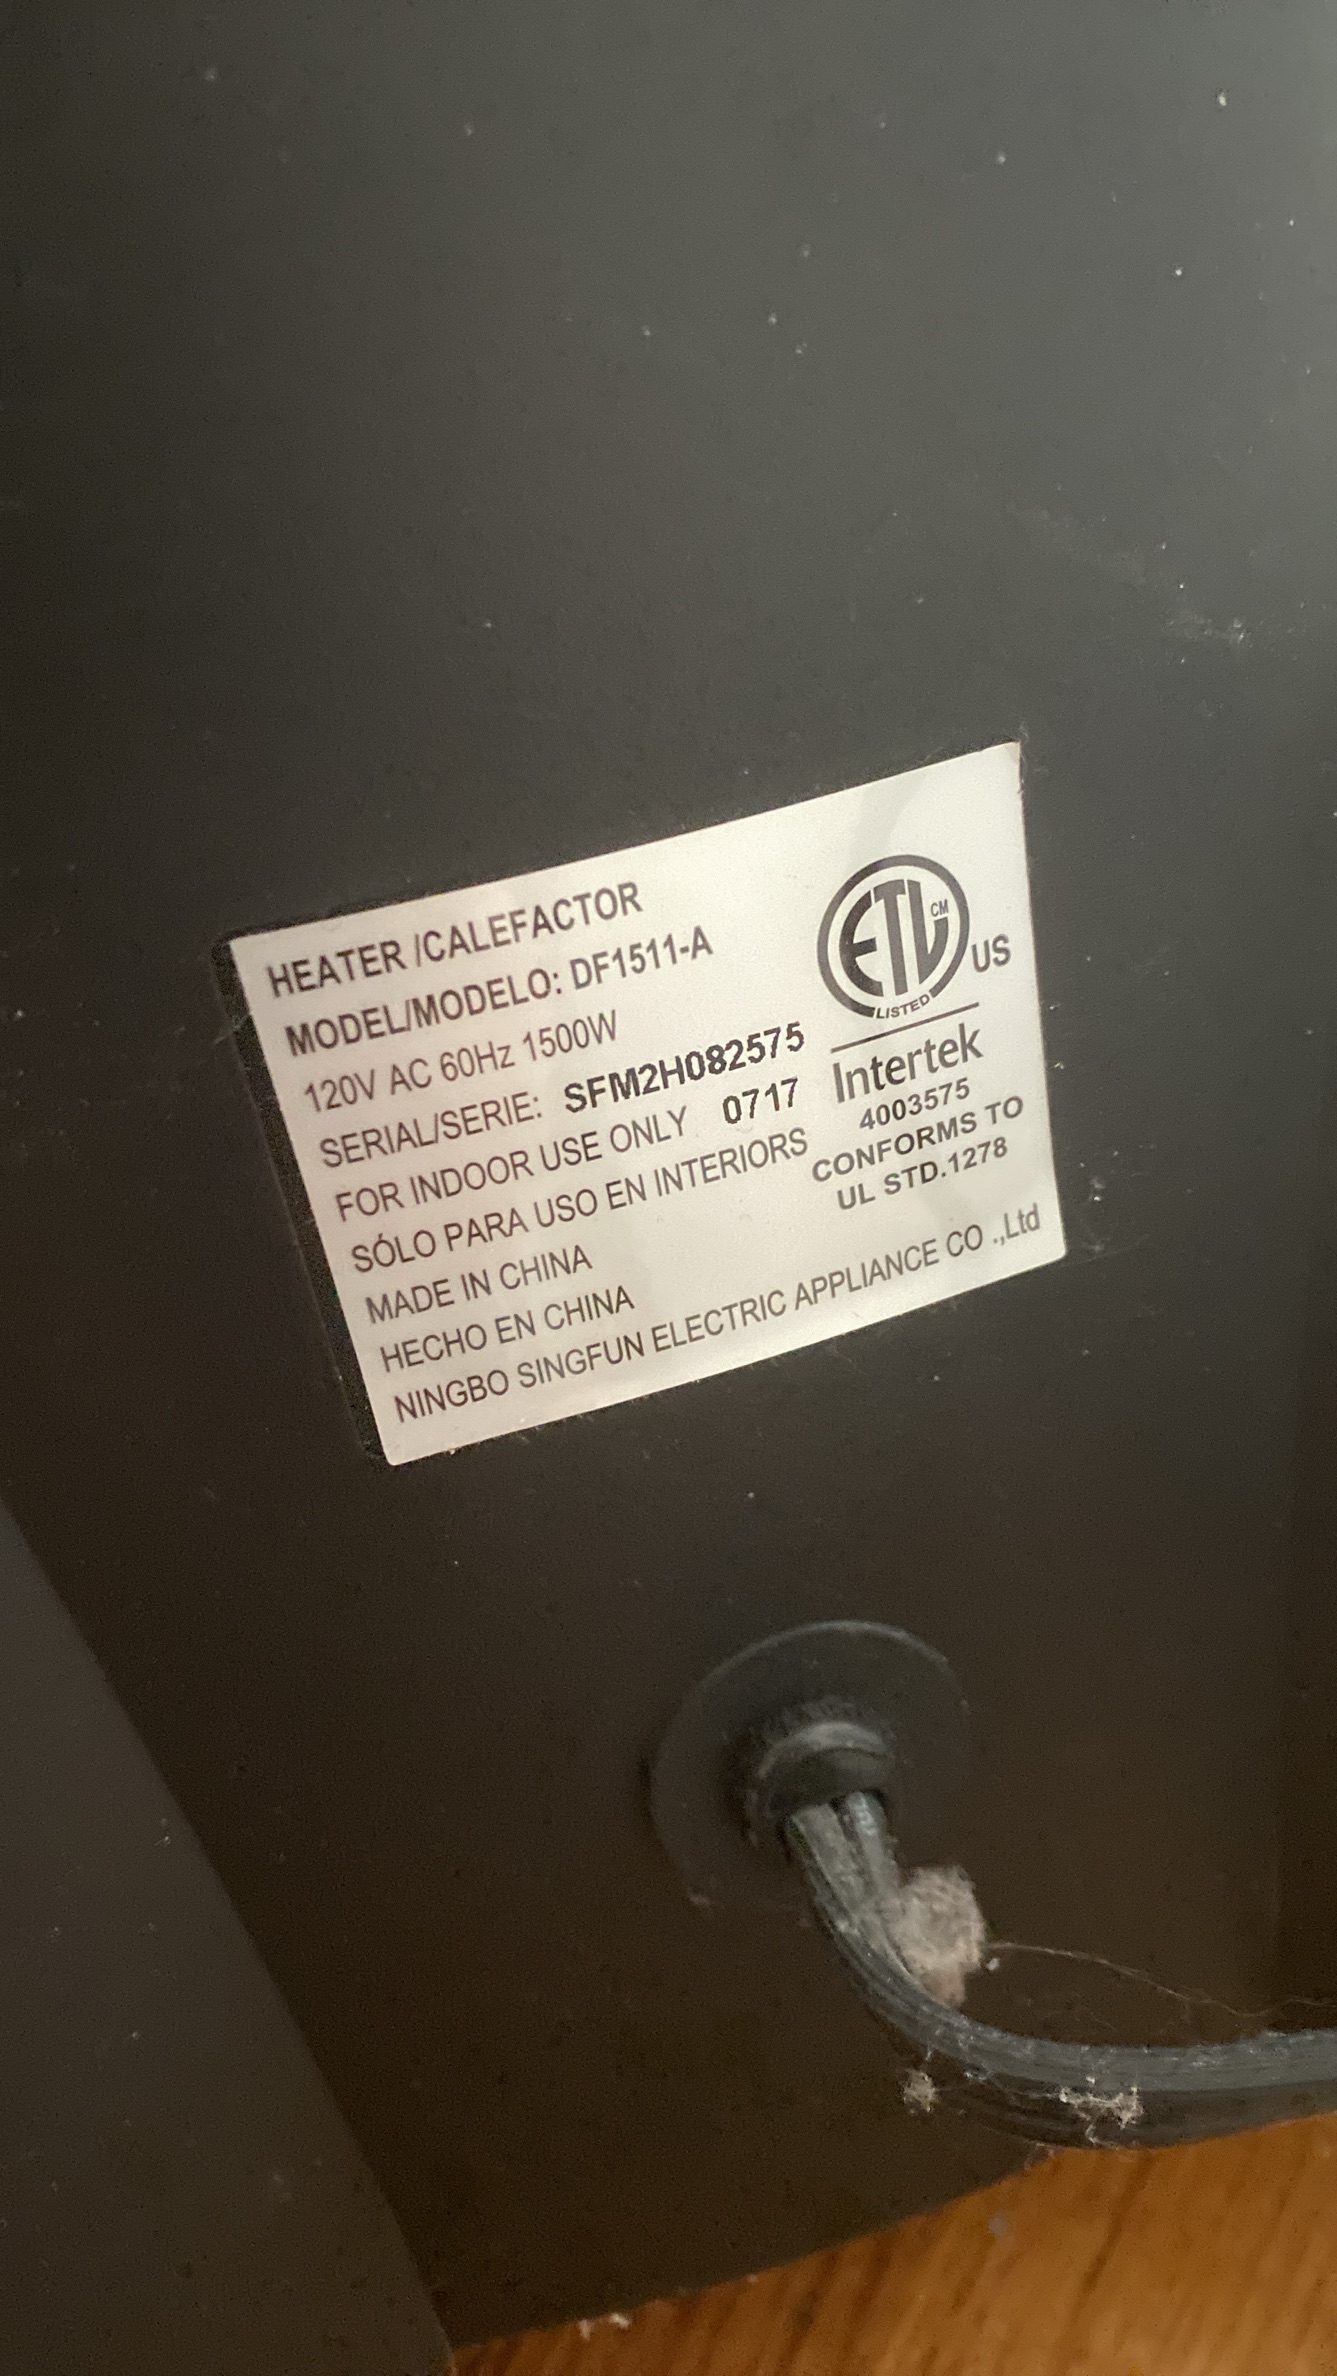 HEATER /CALEFACTOR
MODEL/MODELO: DF1511-A
120V AC 60Hz 1500W
SERIAL/SERIE: SFM2H082575
FOR INDOOR USE ONLY 0717
SÓLO PARA USO EN INTERIORS
MADE IN CHINA
HECHO EN CHINA
NINGBO SINGFUN ELECTRIC APPLIANCE CO .,Ltd
ETL CM
LISTED
US
Intertek
4003575
CONFORMS TO
UL STD.1278